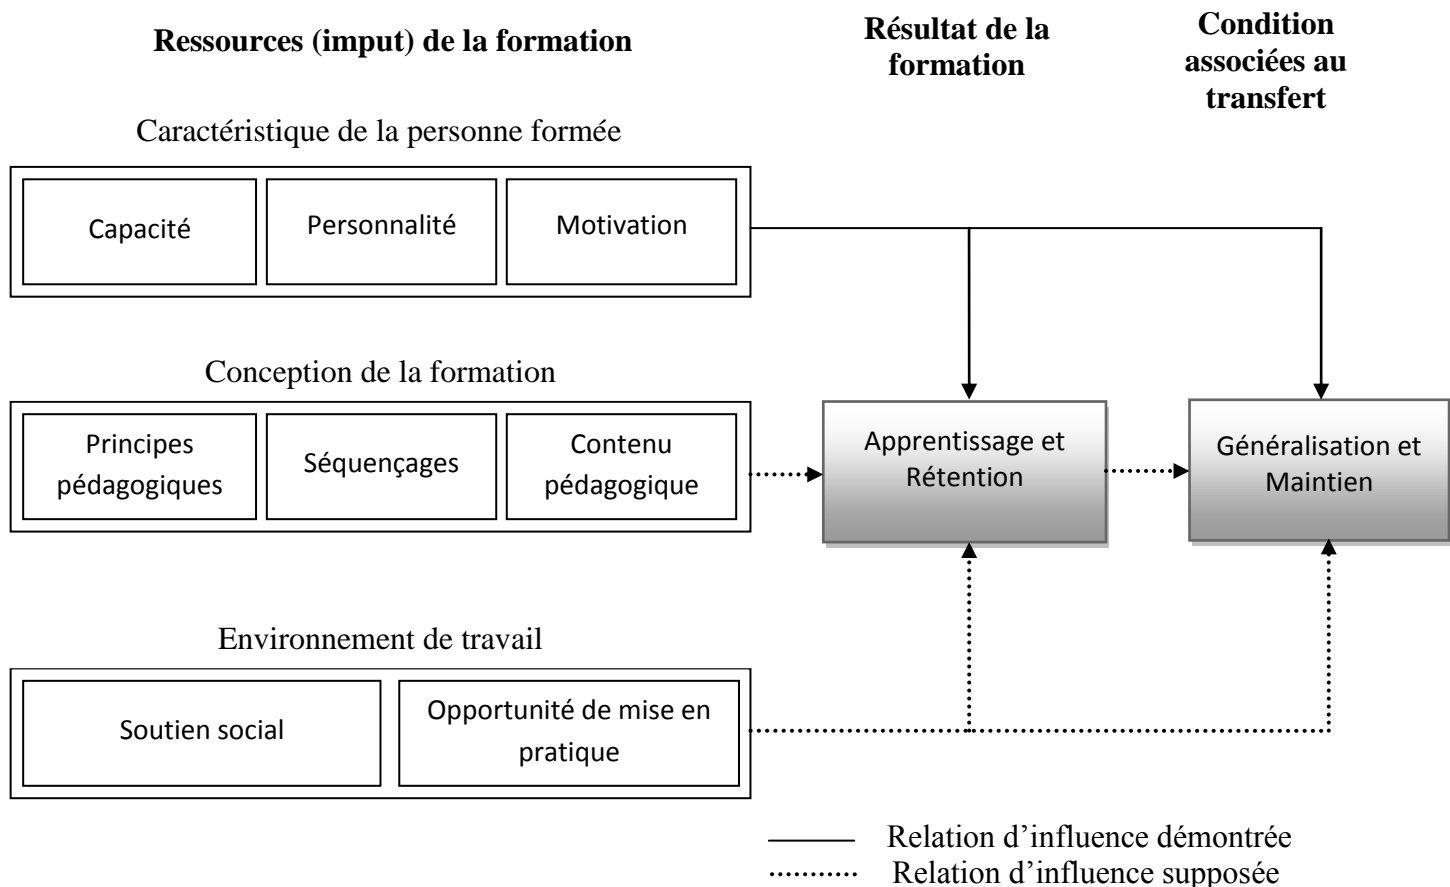 Ressources (imput) de la formation
Résultat de la
formation
Condition
associées au
transfert
Caractéristique de la personne formée
Capacité
Personnalité
Motivation
Conception de la formation
Principes
pédagogiques
Séquençages
Contenu
pédagogique
Apprentissage et
Rétention
Généralisation et
Maintien
Environnement de travail
Soutien social
Opportunité de mise en
pratique
Relation d’influence démontrée
Relation d’influence supposée